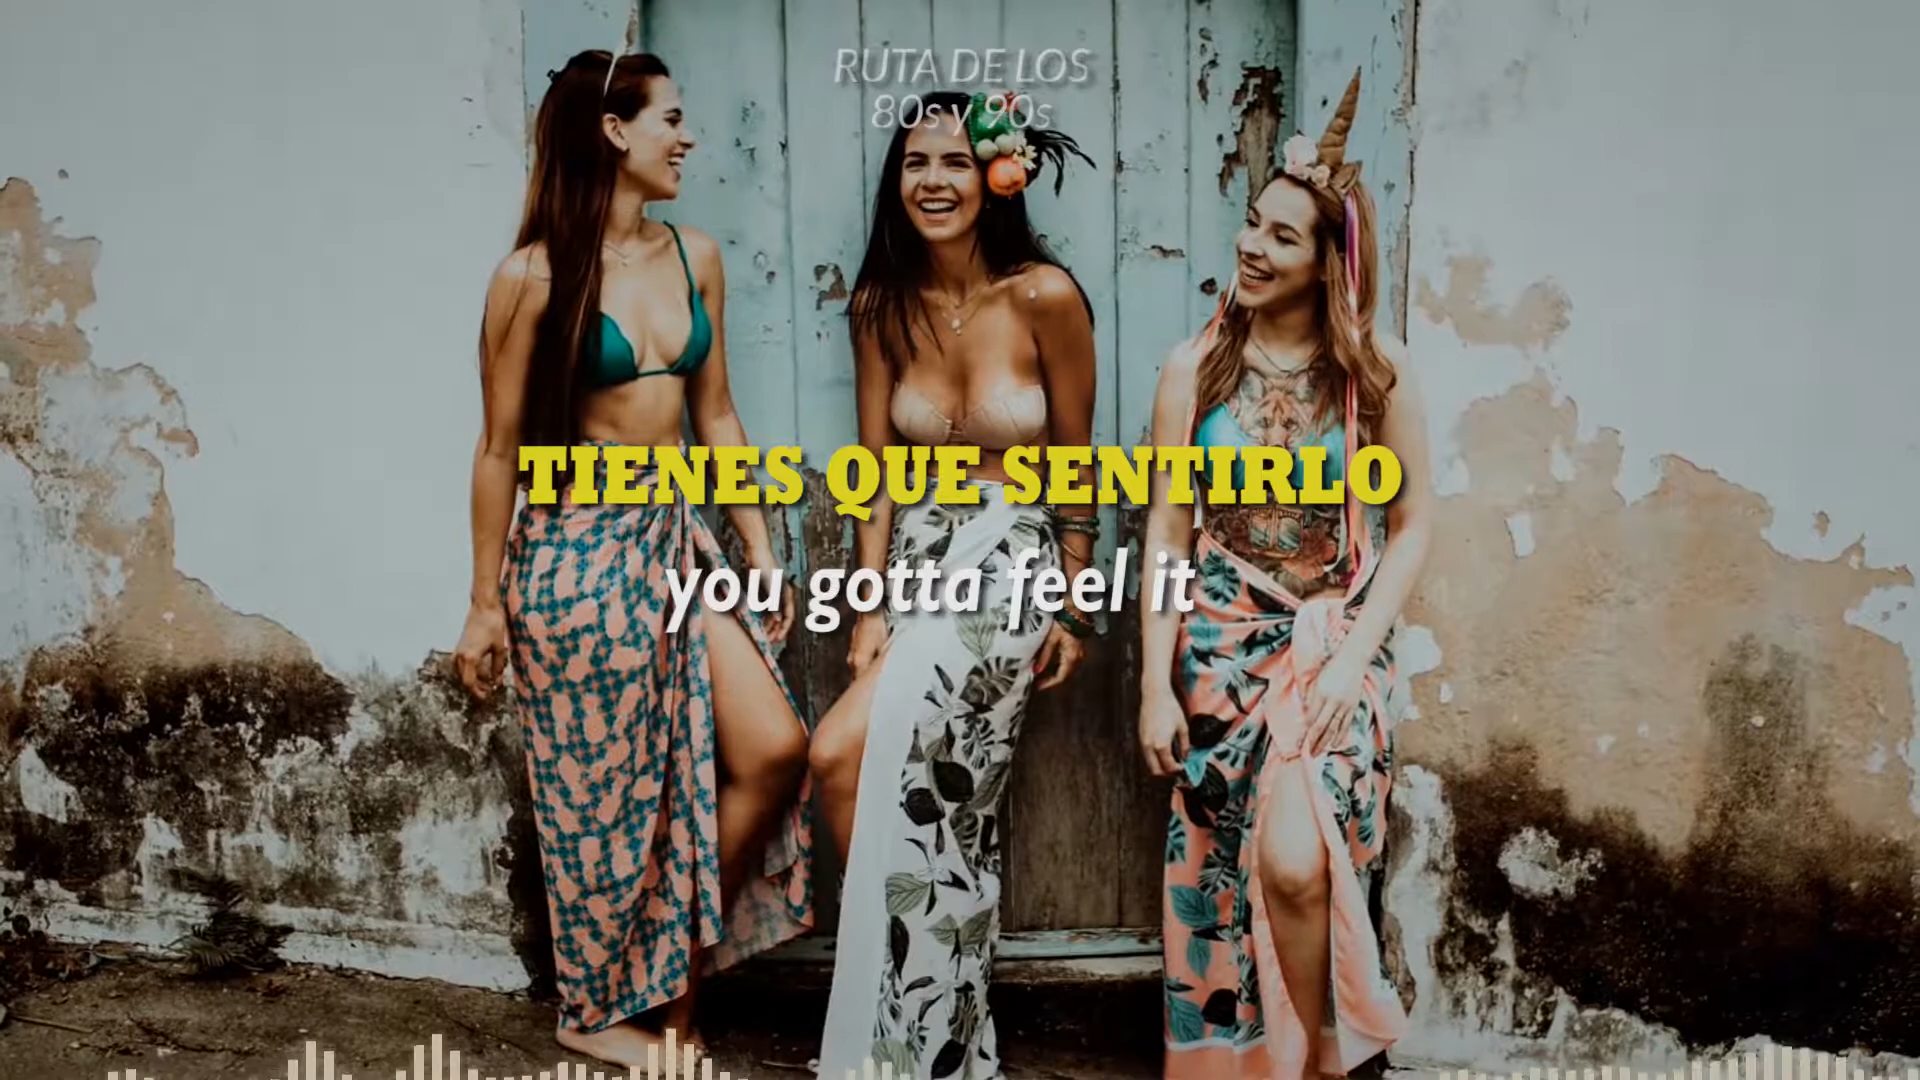 RUTA DE LOS
80s y 90s
TIENES QUE SENTIRLO
you gotta feel it